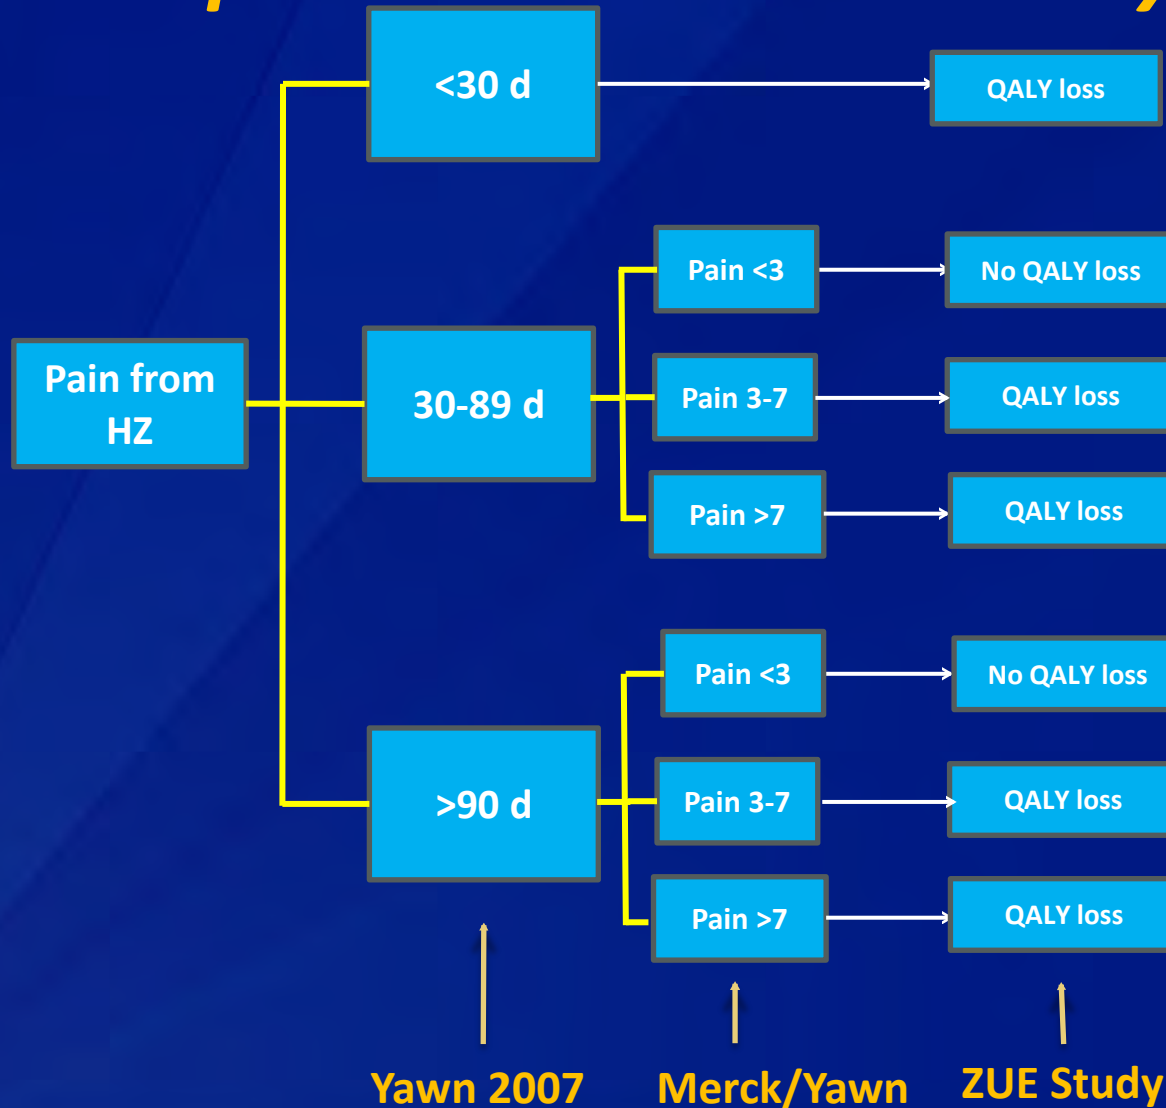 <30 d
QALY loss
Pain <3
No QALY loss
Pain from
HZ
30-89 d
Pain 3-7
QALY loss
Pain >7
QALY loss
Pain <3
No QALY loss
>90 d
Pain 3-7
QALY loss
Pain >7
QALY loss
Yawn 2007
Merck/Yawn
ZUE Study